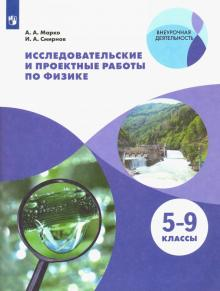 А. А. Марко
И. А. Смирнов
ВНЕУРОЧНАЯ
ДЕЯТЕЛЬНОСТЬ
ИССЛЕДОВАТЕЛЬСКИЕ
И ПРОЕКТНЫЕ РАБОТЫ
ПО ФИЗИКЕ
5-9
КЛАССЫ